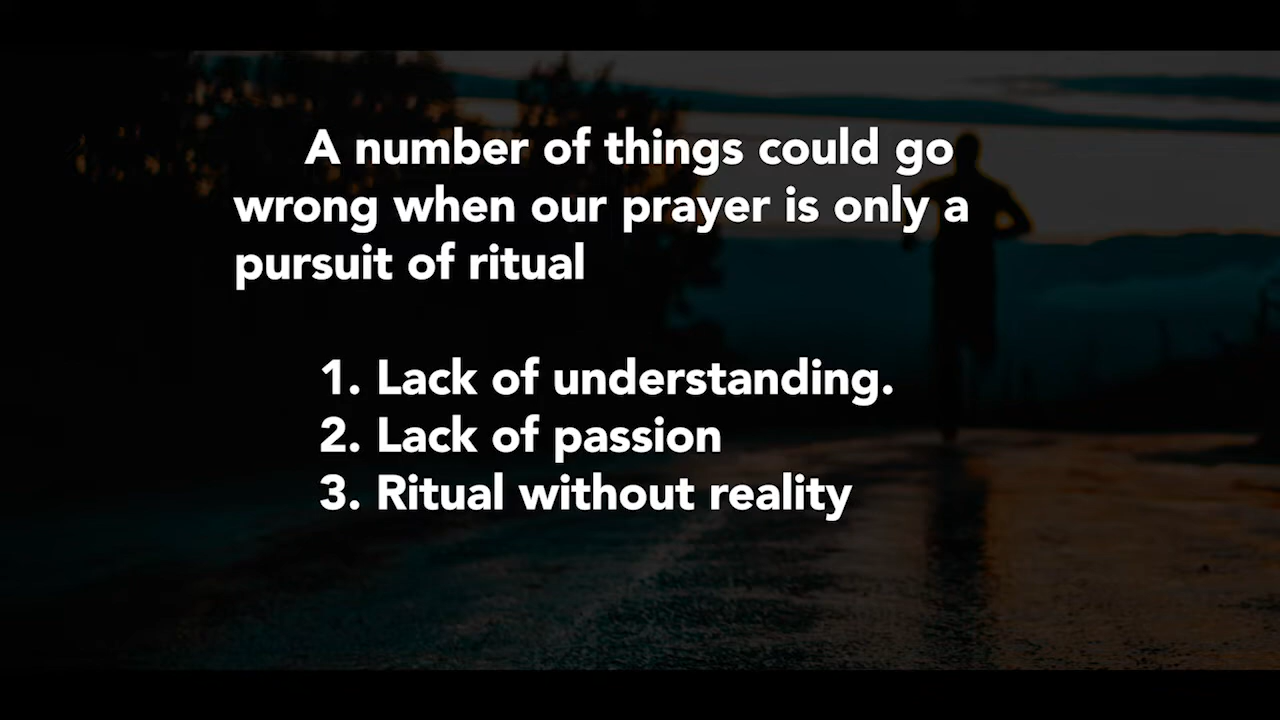 A number of things could go
wrong when our prayer is only a
pursuit of ritual
1. Lack of understanding.
2. Lack of passion
3. Ritual without reality